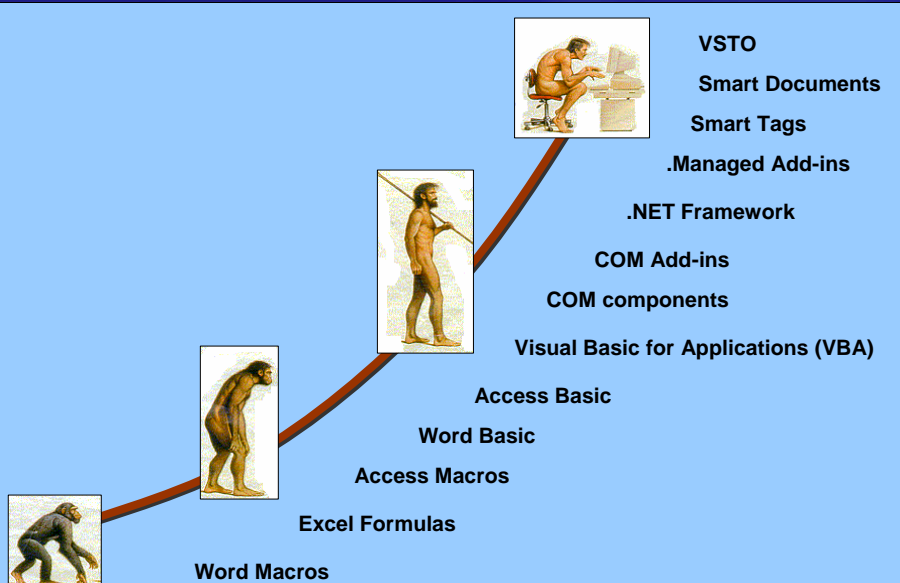 VSTO
Smart Documents
Smart Tags
.Managed Add-ins
.NET Framework
COM Add-ins
COM components
Visual Basic for Applications (VBA)
Access Basic
Word Basic
Access Macros
Excel Formulas
Word Macros